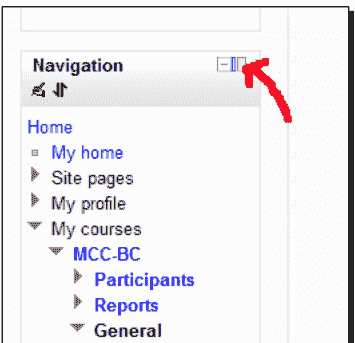 Navigation
Home
My home
Site pages
My profile
My courses
MCC-BC
Participants
Reports
General